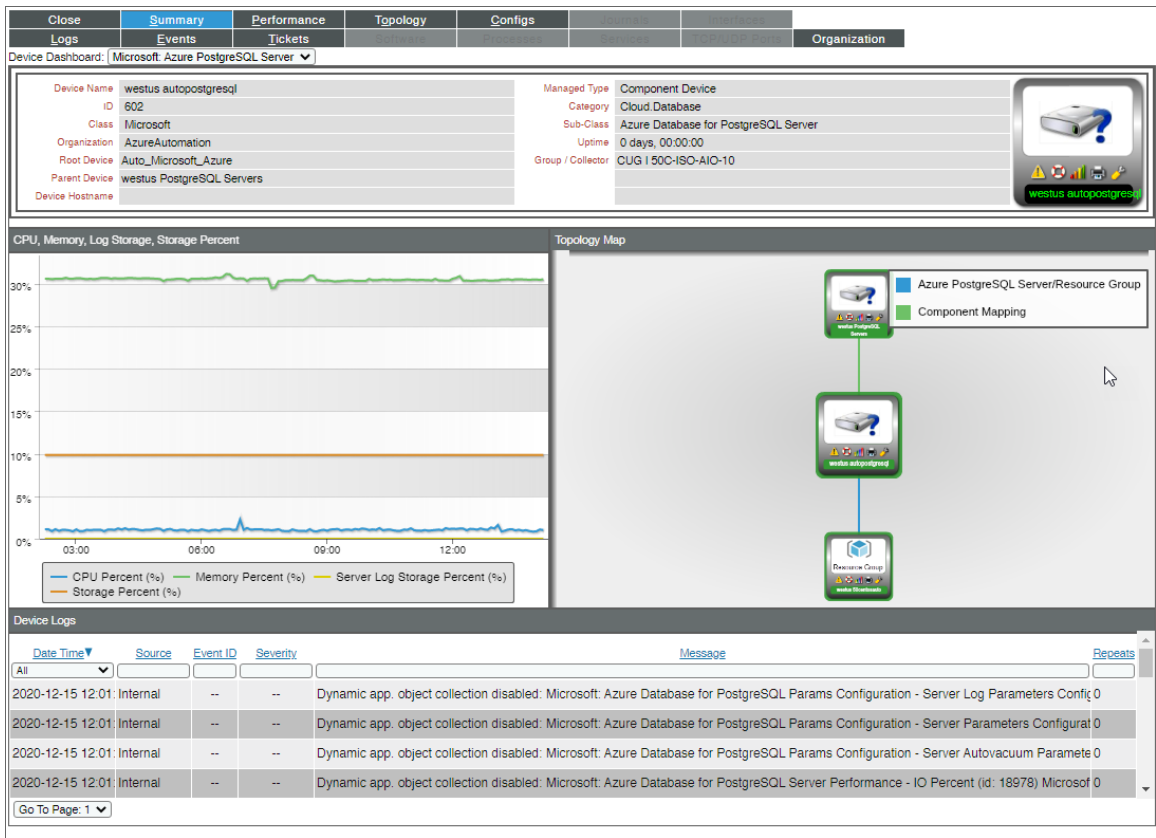 Close Summary Performance Topology Configs Journals Interfaces
Logs Events Tickets Software Processes Services TCP/UDP Ports Organization
Device Dashboard: Microsoft: Azure PostgreSQL Server
Device Name westus autopostgresql Managed Type Component Device
ID 602 Category Cloud.Database
Class Microsoft Sub-Class Azure Database for PostgreSQL Server
Organization AzureAutomation Uptime 0 days, 00:00:00
Root Device Auto_Microsoft_Azure Group / Collector CUG I 50C-ISO-AIO-10
Parent Device westus PostgreSQL Servers
Device Hostname
westus autopostgresql
CPU, Memory, Log Storage, Storage Percent
Topology Map
30%
25%
20%
15%
10%
5%
0%
03:00 06:00 09:00 12:00
CPU Percent (%) Memory Percent (%) Server Log Storage Percent (%)
Storage Percent (%)
Azure PostgreSQL Server/Resource Group
Component Mapping
westus PostgreSQL
Servers
westus autopostgresql
Resource Group
Device Logs
Date Time▼ Source Event ID Severity Message Repeats
All
2020-12-15 12:01: Internal -- -- Dynamic app. object collection disabled: Microsoft: Azure Database for PostgreSQL Params Configuration - Server Log Parameters Config 0
2020-12-15 12:01: Internal -- -- Dynamic app. object collection disabled: Microsoft: Azure Database for PostgreSQL Params Configuration - Server Parameters Configurat 0
2020-12-15 12:01: Internal -- -- Dynamic app. object collection disabled: Microsoft: Azure Database for PostgreSQL Params Configuration - Server Autovacuum Paramete 0
2020-12-15 12:01: Internal -- -- Dynamic app. object collection disabled: Microsoft: Azure Database for PostgreSQL Server Performance - IO Percent (id: 18978) Microsof 0
Go To Page: 1